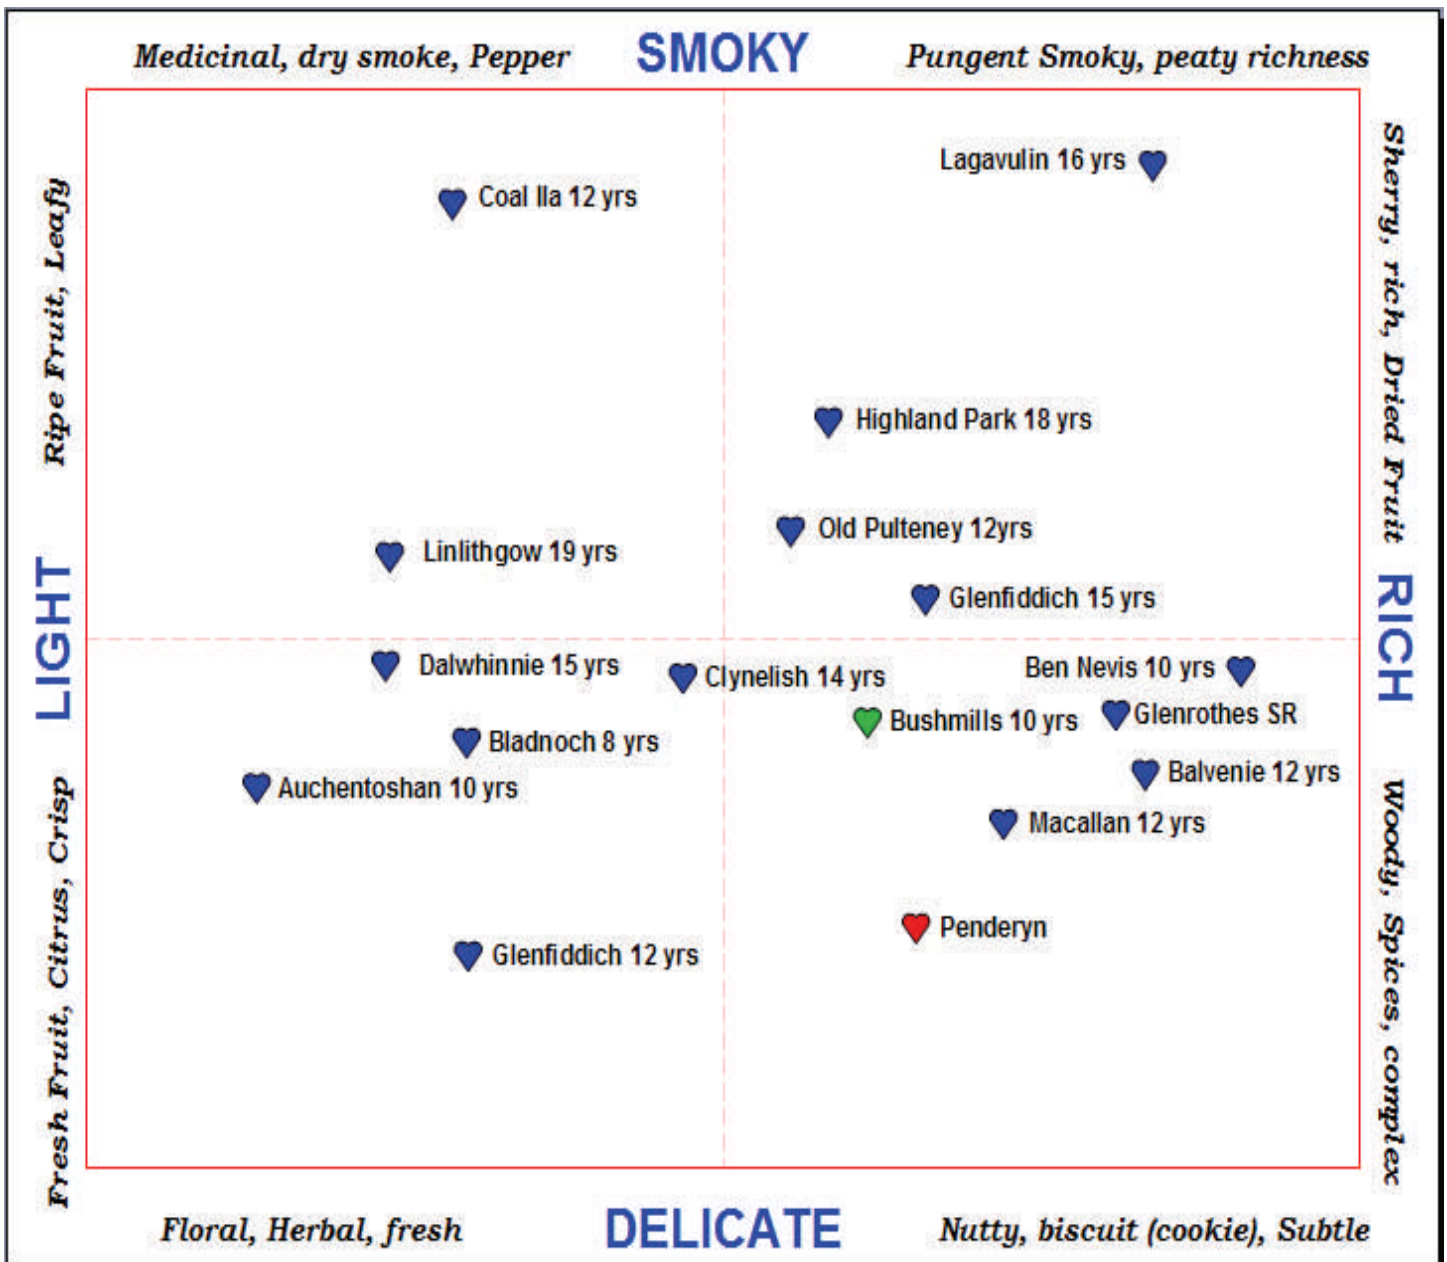 SMOKY
Medicinal, dry smoke, Pepper
Pungent Smoky, peaty richness
Lagavulin 16 yrs
Coal Ila 12 yrs
Ripe Fruit, Leafy
Sherry, rich, Dried Fruit
Highland Park 18 yrs
Old Pulteney 12yrs
Linlithgow 19 yrs
Glenfiddich 15 yrs
LIGHT
RICH
Dalwhinnie 15 yrs
Clynelish 14 yrs
Ben Nevis 10 yrs
Glenrothes SR
Bushmills 10 yrs
Bladnoch 8 yrs
Balvenie 12 yrs
Auchentoshan 10 yrs
Macallan 12 yrs
Fresh Fruit, Citrus, Crisp
Woody, Spices, complex
Penderyn
Glenfiddich 12 yrs
DELICATE
Floral, Herbal, fresh
Nutty, biscuit (cookie), Subtle